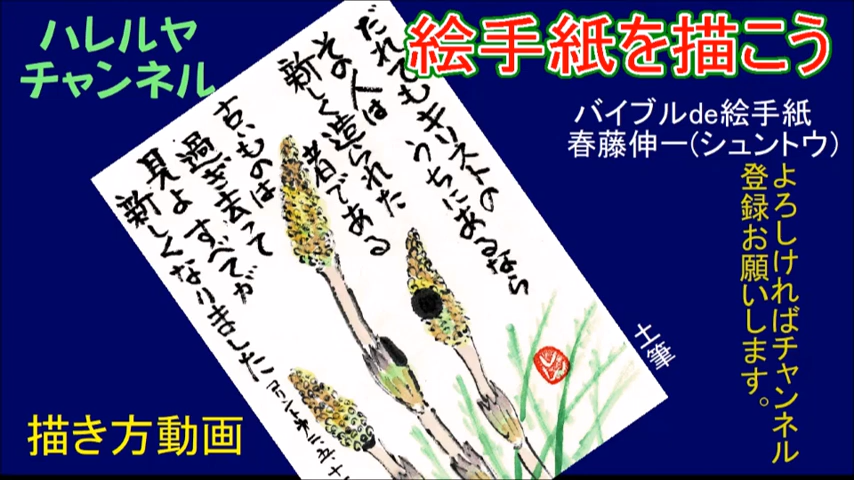 ハレルヤ
チャンネル
絵手紙を描こう
バイブルde絵手紙
春藤伸一(シュントウ)
よろしければチャンネル
登録お願いします。
だれでもキリストの
うちにあるなら
その人は
新しく造られた
者である
古いものは
過ぎ去って
見よすべてが
新しくなりました
土筆
描き方動画